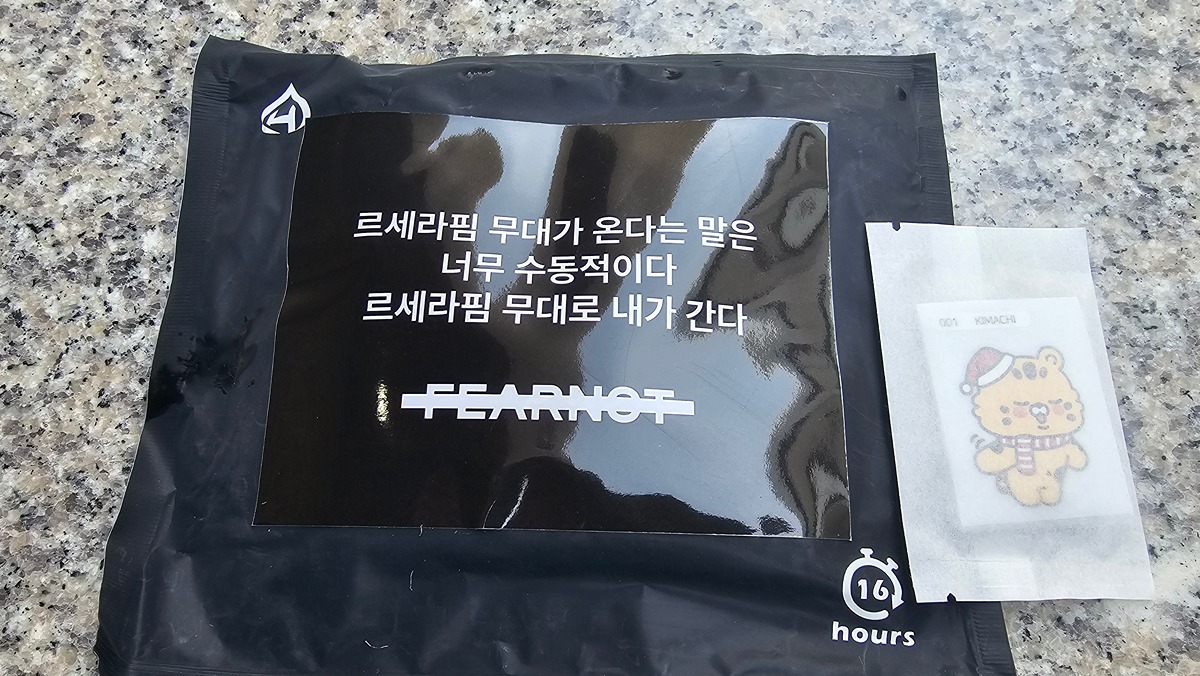 르세라핌 무대가 온다는 말은
너무 수동적이다
르세라핌 무대로 내가 간다
FEARNOT
001 KIMACHI
16
hours